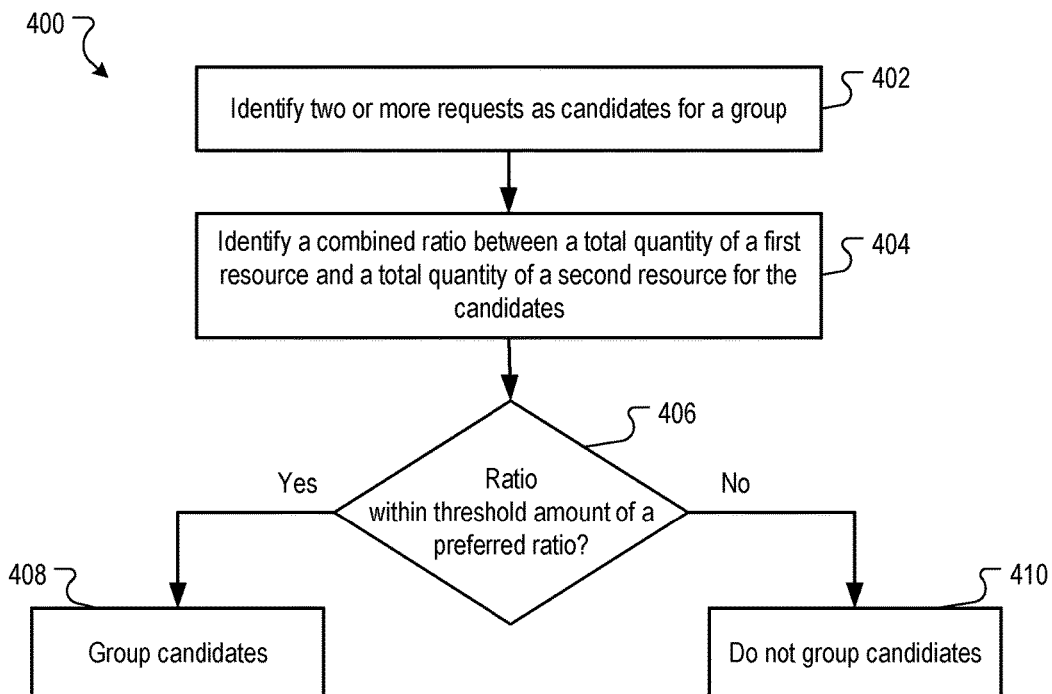 400
402
Identify two or more requests as candidates for a group
Identify a combined ratio between a total quantity of a first
resource and a total quantity of a second resource for the
candidates
404
406
Yes
Ratio
within threshold amount of a
preferred ratio?
No
408
Group candidates
410
Do not group candidiates